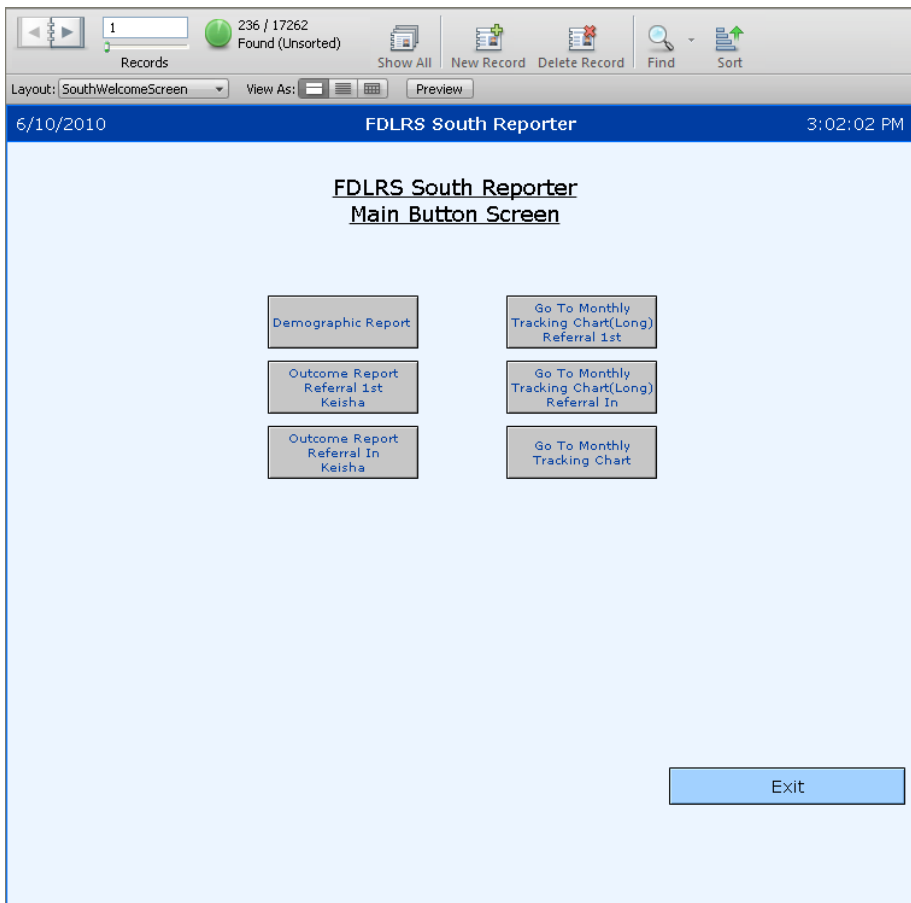 1
236 / 17262
Found (Unsorted)
Records
Show All
New Record
Delete Record
Find
Sort
Layout: SouthWelcomeScreen
View As:
Preview
6/10/2010
FDLRS South Reporter
3:02:02 PM
FDLRS South Reporter
Main Button Screen
Demographic Report
Go To Monthly
Tracking Chart(Long)
Referral 1st
Outcome Report
Referral 1st
Keisha
Go To Monthly
Tracking Chart(Long)
Referral In
Outcome Report
Referral In
Keisha
Go To Monthly
Tracking Chart
Exit